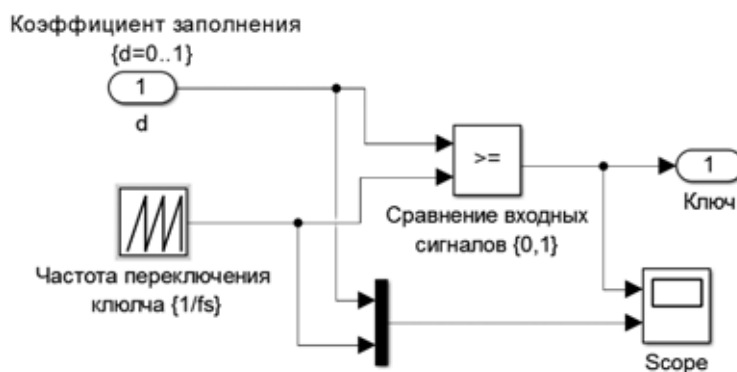 Коэффициент заполнения
{d=0..1}
1
d
>=
1
Ключ
Сравнение входных
сигналов {0,1}
Частота переключения
клюлча {1/fs}
Scope